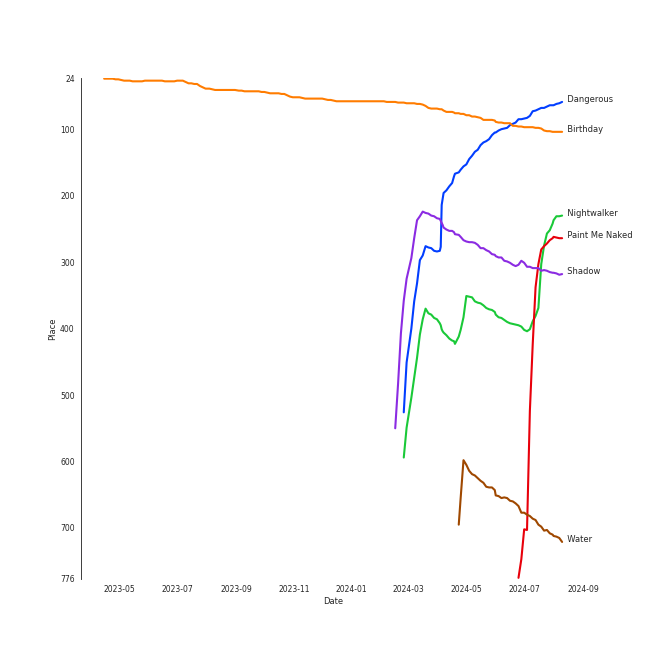 24
100
200
300
400
500
600
700
776
Place
2023-05
2023-07
2023-09
2023-11
2024-01
2024-03
2024-05
2024-07
2024-09
Date
Dangerous
Birthday
Nightwalker
Paint Me Naked
Shadow
Water